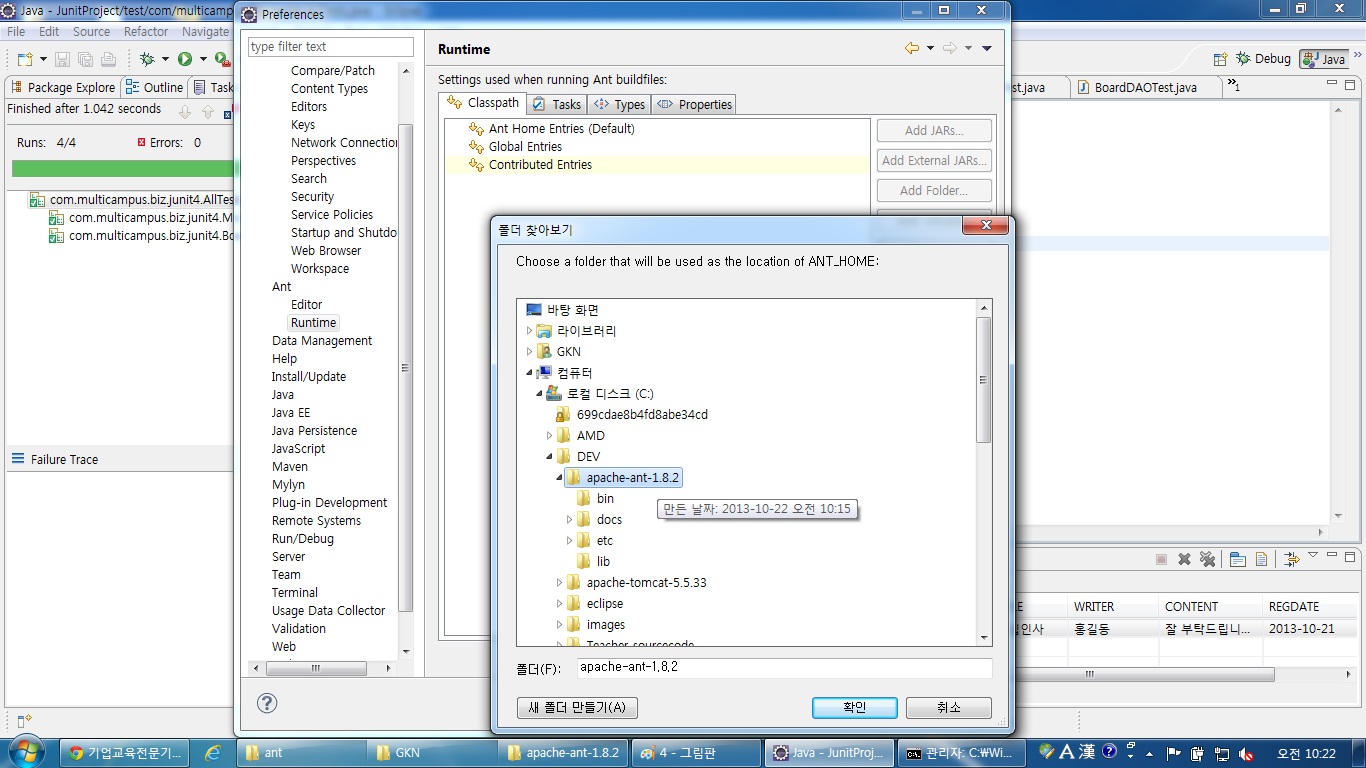 Java - JunitProject/test/com/multicampus
File Edit Source Refactor Navigate
Package Explore Outline Task
Finished after 1.042 seconds
Runs: 4/4 Errors: 0
com.multicampus.biz.junit4.AllTes
com.multicampus.biz.junit4.M
com.multicampus.biz.junit4.Bo
Failure Trace
Preferences
type filter text
Compare/Patch
Content Types
Editors
Keys
Network Connection
Perspectives
Search
Security
Service Policies
Startup and Shutdo
Web Browser
Workspace
Ant
Editor
Runtime
Data Management
Help
Install/Update
Java
Java EE
Java Persistence
JavaScript
Maven
Mylyn
Plug-in Development
Remote Systems
Run/Debug
Server
Team
Terminal
Usage Data Collector
Validation
Web
Runtime
Settings used when running Ant buildfiles:
Classpath Tasks Types Properties
Ant Home Entries (Default)
Global Entries
Contributed Entries
Add JARs...
Add External JARs...
Add Folder...
폴더 찾아보기
Choose a folder that will be used as the location of ANT_HOME:
바탕 화면
라이브러리
GKN
컴퓨터
로컬 디스크 (C:)
699cdae8b4fd8abe34cd
AMD
DEV
apache-ant-1.8.2
bin
만든 날짜: 2013-10-22 오전 10:15
docs
etc
lib
apache-tomcat-5.5.33
eclipse
images
Teacher sourcecode
폴더(F): apache-ant-1.8.2
새 폴더 만들기(A) 확인 취소
Debug Java
st.java BoardDAOTest.java 1
E WRITER CONTENT REGDATE
인사 홍길동 잘 부탁드립니... 2013-10-21
기업교육전문기... ant GKN apache-ant-1.8.2 4 - 그림판 Java - JunitProj... 관리자: C:₩Wi... A 漢 오전 10:22